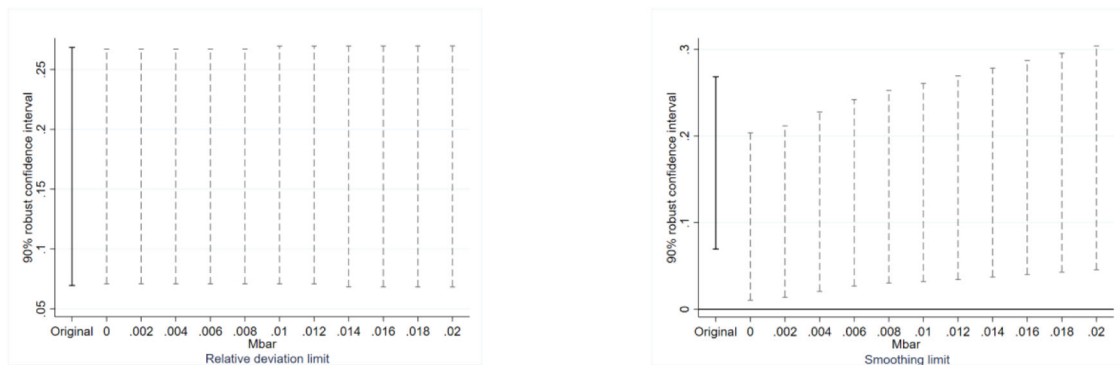 90% robust confidence interval
.25
.2
.15
.1
.05
Original 0 .002 .004 .006 .008 .01 .012 .014 .016 .018 .02
Mbar
Relative deviation limit
90% robust confidence interval
.3
.2
.1
0
Original 0 .002 .004 .006 .008 .01 .012 .014 .016 .018 .02
Mbar
Smoothing limit